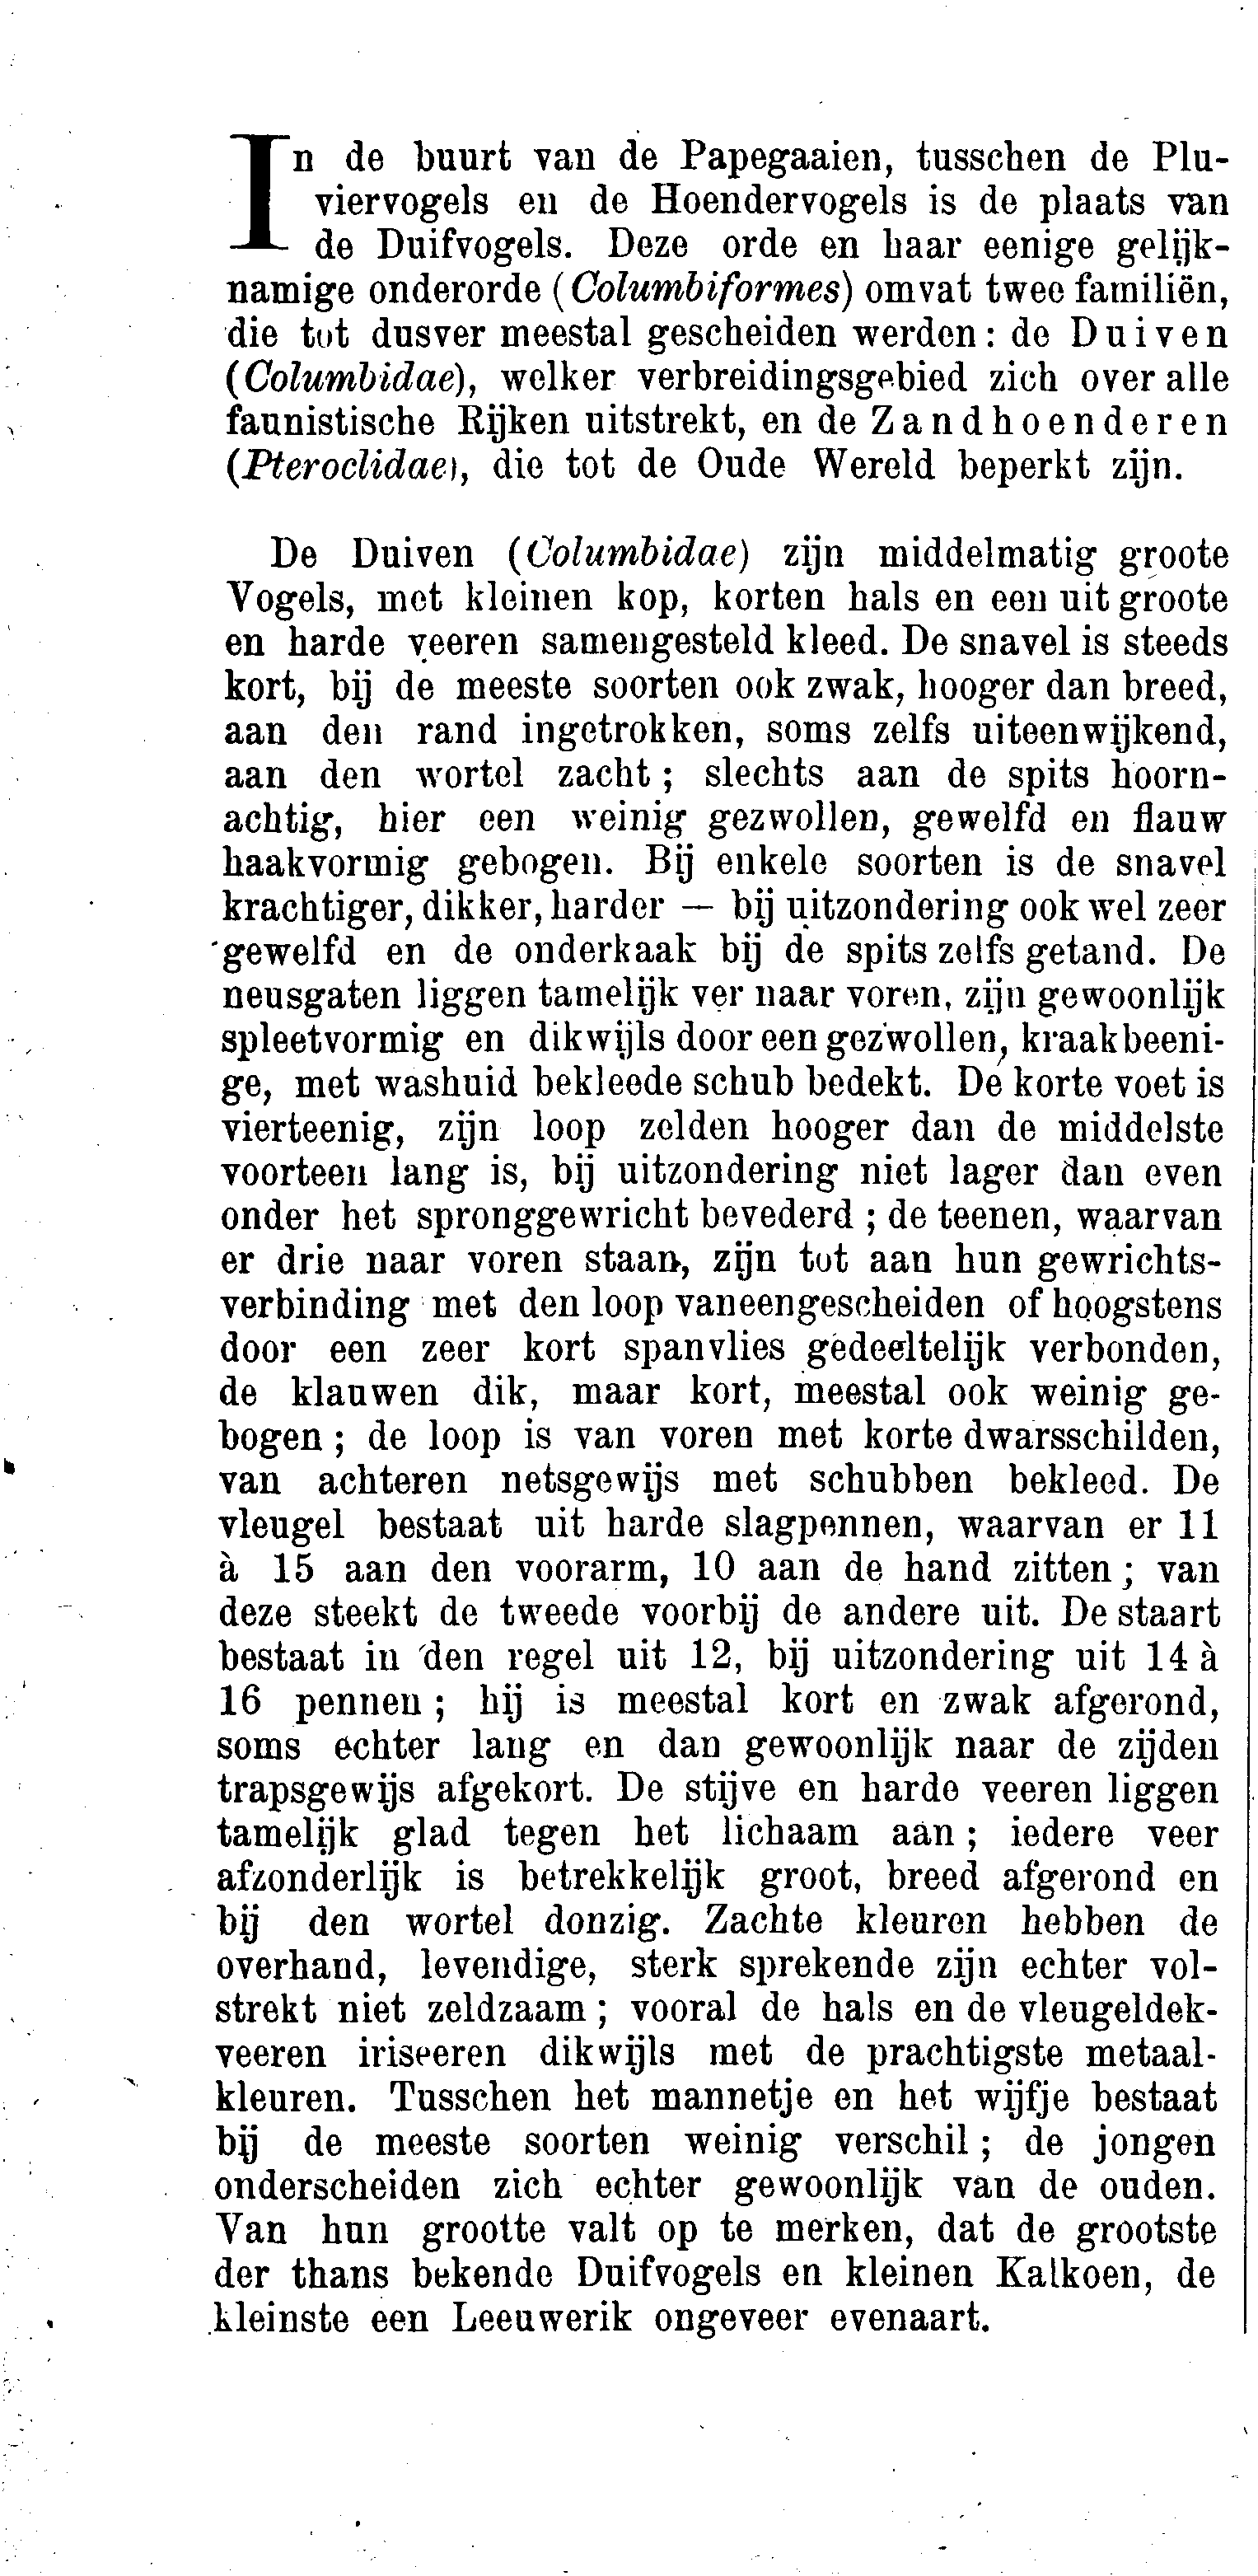 In de buurt van de Papegaaien, tusschen de Plu-
viervogels en de Hoendervogels is de plaats van
de Duifvogels. Deze orde en haar eenige gelijk-
namige onderorde (Columbiformes) omvat twee familiën,
die tot dusver meestal gescheiden werden: de Duiven
(Columbidae), welker verbreidingsgebied zich over alle
faunistische Rijken uitstrekt, en de Zandhoenderen
(Pteroclidae), die tot de Oude Wereld beperkt zijn.
De Duiven (Columbidae) zijn middelmatig groote
Vogels, met kleinen kop, korten hals en een uit groote
en harde veeren samengesteld kleed. De snavel is steeds
kort, bij de meeste soorten ook zwak, hooger dan breed,
aan den rand ingetrokken, soms zelfs uiteenwijkend,
aan den wortel zacht; slechts aan de spits hoorn-
achtig, hier een weinig gezwollen, gewelfd en flauw
haakvormig gebogen. Bij enkele soorten is de snavel
krachtiger, dikker, harder — bij uitzondering ook wel zeer
gewelfd en de onderkaak bij de spits zelfs getand. De
neusgaten liggen tamelijk ver naar voren, zijn gewoonlijk
spleetvormig en dikwijls door een gezwollen, kraakbeeni-
ge, met washuid bekleede schub bedekt. De korte voet is
vierteenig, zijn loop zelden hooger dan de middelste
voorteen lang is, bij uitzondering niet lager dan even
onder het spronggewricht bevederd; de teenen, waarvan
er drie naar voren staan, zijn tot aan hun gewrichts-
verbinding met den loop vaneengescheiden of hoogstens
door een zeer kort spanvlies gedeeltelijk verbonden,
de klauwen dik, maar kort, meestal ook weinig ge-
bogen; de loop is van voren met korte dwarsschilden,
van achteren netsgewijs met schubben bekleed. De
vleugel bestaat uit harde slagpennen, waarvan er 11
à 15 aan den voorarm, 10 aan de hand zitten; van
deze steekt de tweede voorbij de andere uit. De staart
bestaat in den regel uit 12, bij uitzondering uit 14 à
16 pennen; hij is meestal kort en zwak afgerond,
soms echter lang en dan gewoonlijk naar de zijden
trapsgewijs afgekort. De stijve en harde veeren liggen
tamelijk glad tegen het lichaam aan; iedere veer
afzonderlijk is betrekkelijk groot, breed afgerond en
bij den wortel donzig. Zachte kleuren hebben de
overhand, levendige, sterk sprekende zijn echter vol-
strekt niet zeldzaam; vooral de hals en de vleugeldek-
veeren iriseeren dikwijls met de prachtigste metaal-
kleuren. Tusschen het mannetje en het wijfje bestaat
bij de meeste soorten weinig verschil; de jongen
onderscheiden zich echter gewoonlijk van de ouden.
Van hun grootte valt op te merken, dat de grootste
der thans bekende Duifvogels en kleinen Kalkoen, de
kleinste een Leeuwerik ongeveer evenaart.